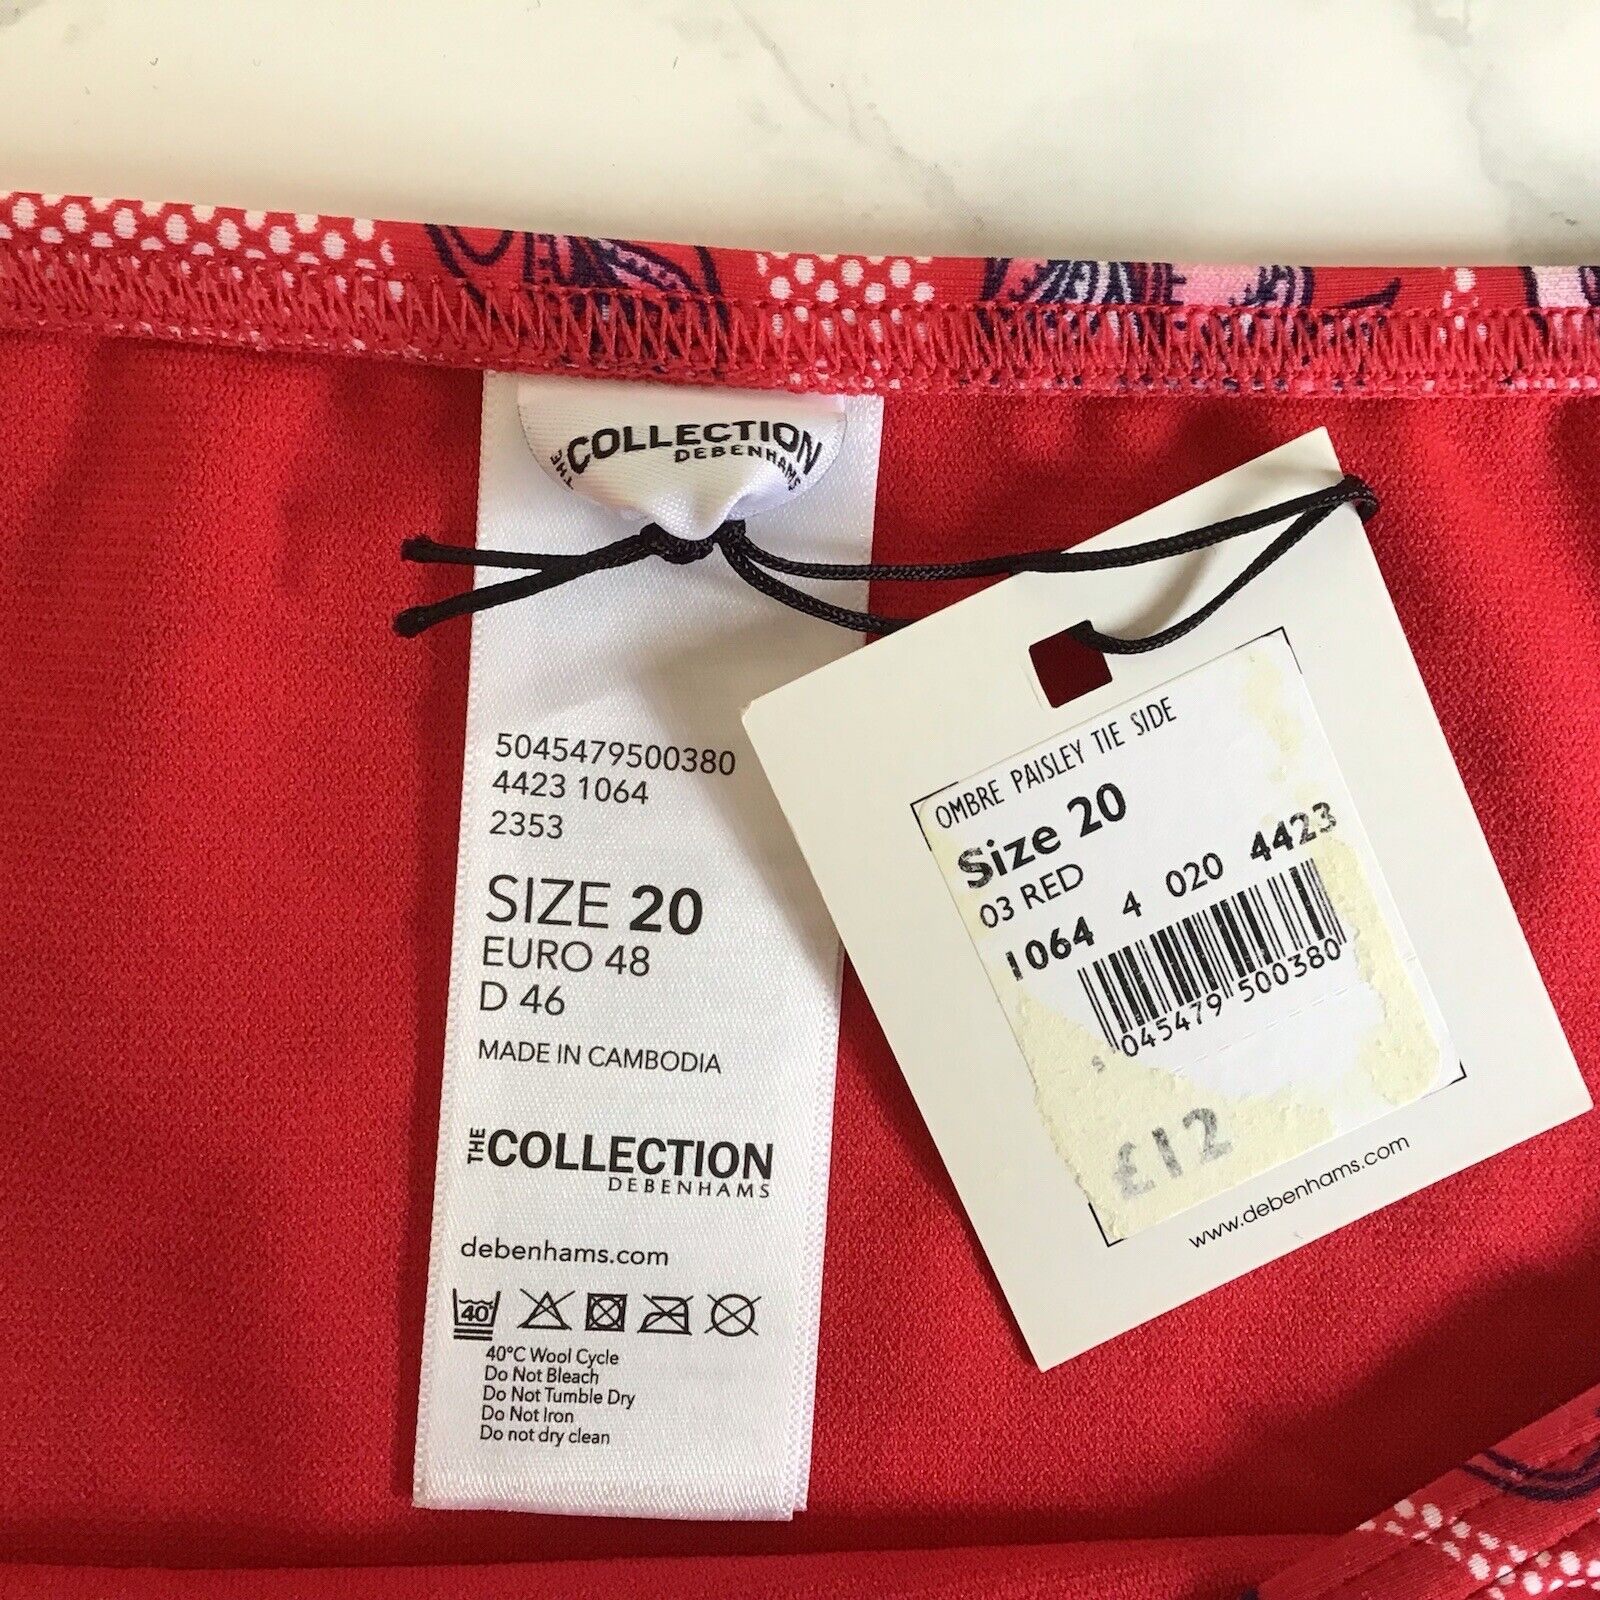 THE COLLECTION
DEBENHAMS
5045479500380
4423 1064
2353
SIZE 20
EURO 48
D 46
MADE IN CAMBODIA
THE COLLECTION
DEBENHAMS
debenhams.com
40°
40°C Wool Cycle
Do Not Bleach
Do Not Tumble Dry
Do Not Iron
Do not dry clean
OMBRE PAISLEY TIE SIDE
Size 20
03 RED
1064 4 020 4423
5 045479 500380
£12
www.debenhams.com